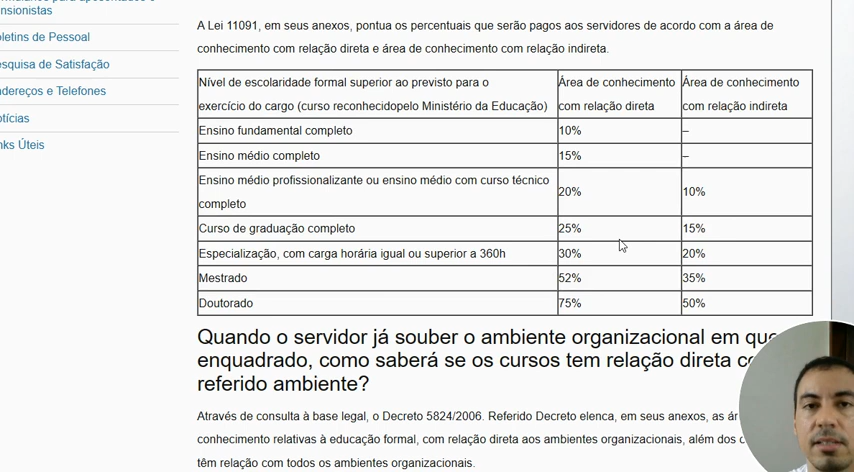 nsionistas
letins de Pessoal
squisa de Satisfação
dereços e Telefones
tícias
nks Úteis
A Lei 11091, em seus anexos, pontua os percentuais que serão pagos aos servidores de acordo com a área de
conhecimento com relação direta e área de conhecimento com relação indireta.
Nível de escolaridade formal superior ao previsto para o
exercício do cargo (curso reconhecidopelo Ministério da Educação)
Área de conhecimento
com relação direta
Área de conhecimento
com relação indireta
Ensino fundamental completo 10% –
Ensino médio completo 15% –
Ensino médio profissionalizante ou ensino médio com curso técnico
completo
20% 10%
Curso de graduação completo 25% 15%
Especialização, com carga horária igual ou superior a 360h 30% 20%
Mestrado 52% 35%
Doutorado 75% 50%
Quando o servidor já souber o ambiente organizacional em que
enquadrado, como saberá se os cursos tem relação direta
referido ambiente?
Através de consulta à base legal, o Decreto 5824/2006. Referido Decreto elenca, em seus anexos, as
conhecimento relativas à educação formal, com relação direta aos ambientes organizacionais, além dos
têm relação com todos os ambientes organizacionais.